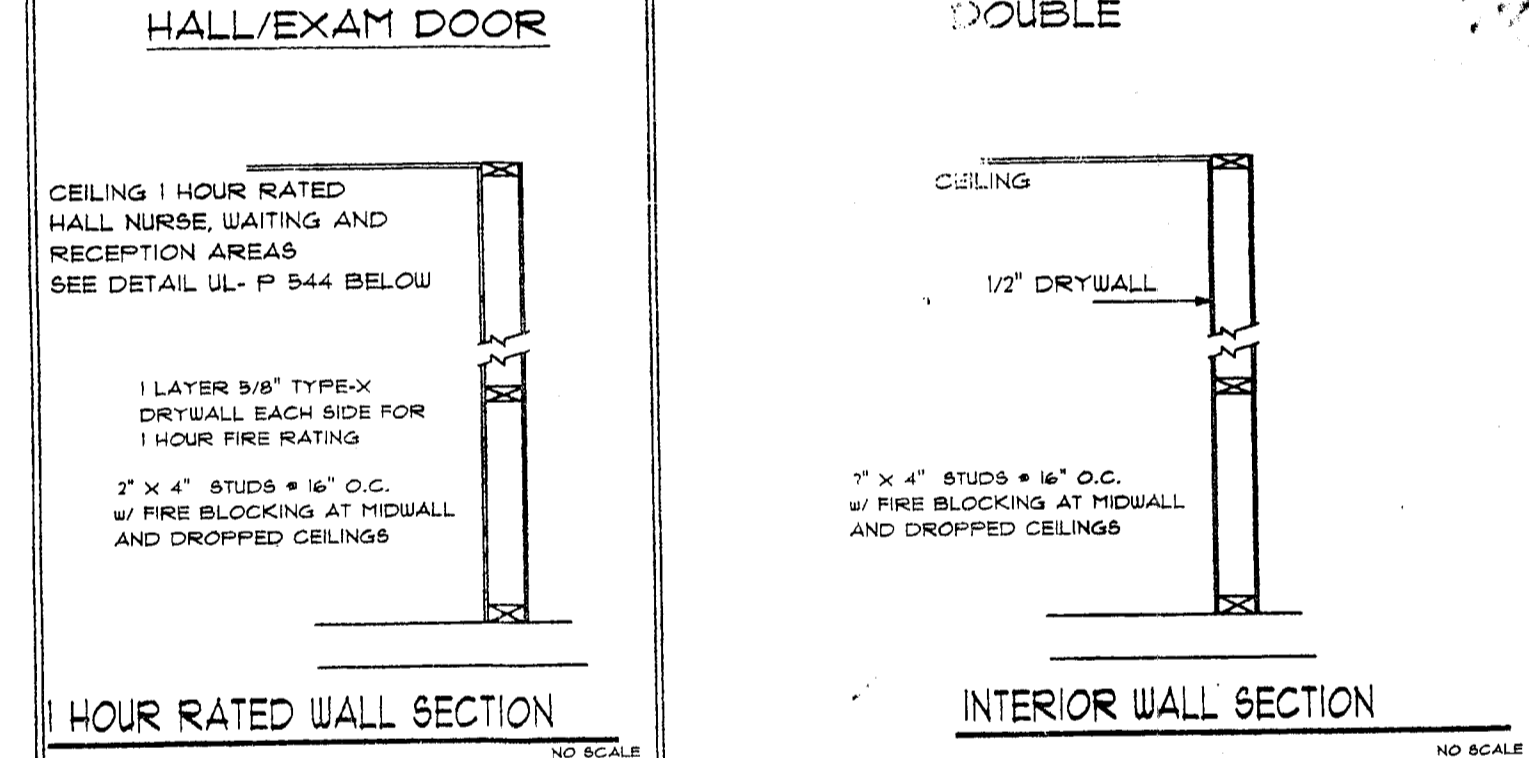 HALL/EXAM DOOR
CEILING 1 HOUR RATED
HALL NURSE, WAITING AND
RECEPTION AREAS
SEE DETAIL UL- P 544 BELOW
1 LAYER 5/8" TYPE-X
DRYWALL EACH SIDE FOR
1 HOUR FIRE RATING
2" X 4" STUDS @ 16" O.C.
w/ FIRE BLOCKING AT MIDWALL
AND DROPPED CEILINGS
1 HOUR RATED WALL SECTION
NO SCALE
DOUBLE
CEILING
1/2" DRYWALL
2" X 4" STUDS @ 16" O.C.
w/ FIRE BLOCKING AT MIDWALL
AND DROPPED CEILINGS
INTERIOR WALL SECTION
NO SCALE